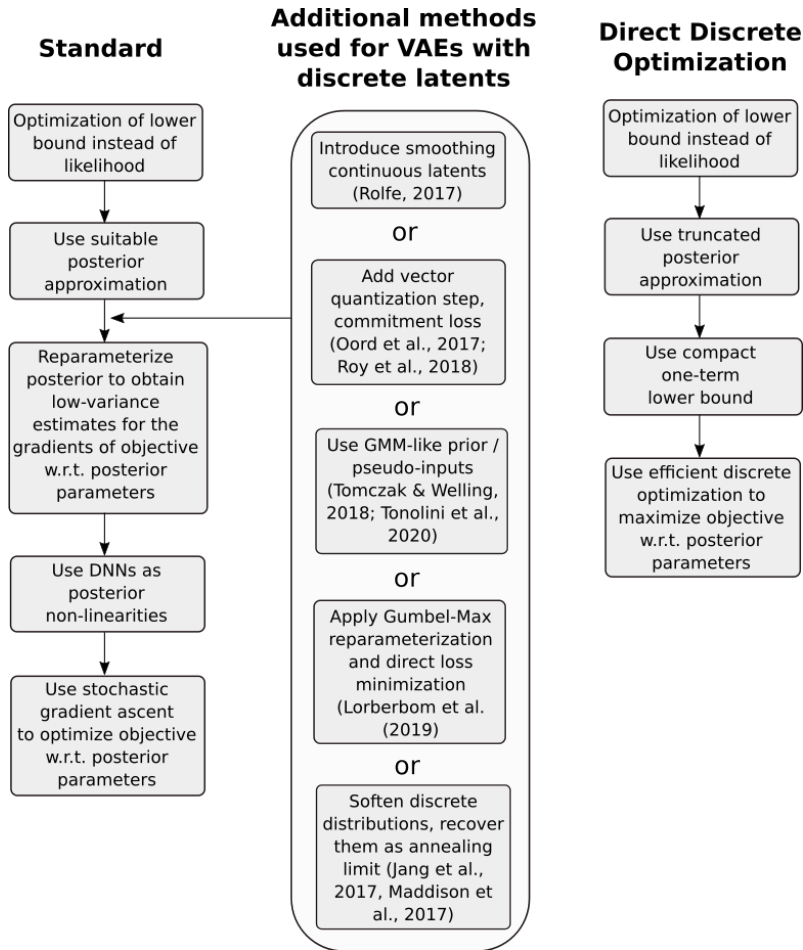 Standard
Optimization of lower
bound instead of
likelihood
Use suitable
posterior
approximation
Reparameterize
posterior to obtain
low-variance
estimates for the
gradients of objective
w.r.t. posterior
parameters
Use DNNs as
posterior
non-linearities
Use stochastic
gradient ascent
to optimize objective
w.r.t. posterior
parameters
Additional methods
used for VAEs with
discrete latents
Introduce smoothing
continuous latents
(Rolfe, 2017)
or
Add vector
quantization step,
commitment loss
(Oord et al., 2017;
Roy et al., 2018)
or
Use GMM-like prior /
pseudo-inputs
(Tomczak & Welling,
2018; Tonolini et al.,
2020)
or
Apply Gumbel-Max
reparameterization
and direct loss
minimization
(Lorberbom et al.
(2019)
or
Soften discrete
distributions, recover
them as annealing
limit (Jang et al.,
2017, Maddison et
al., 2017)
Direct Discrete
Optimization
Optimization of lower
bound instead of
likelihood
Use truncated
posterior
approximation
Use compact
one-term
lower bound
Use efficient discrete
optimization to
maximize objective
w.r.t. posterior
parameters